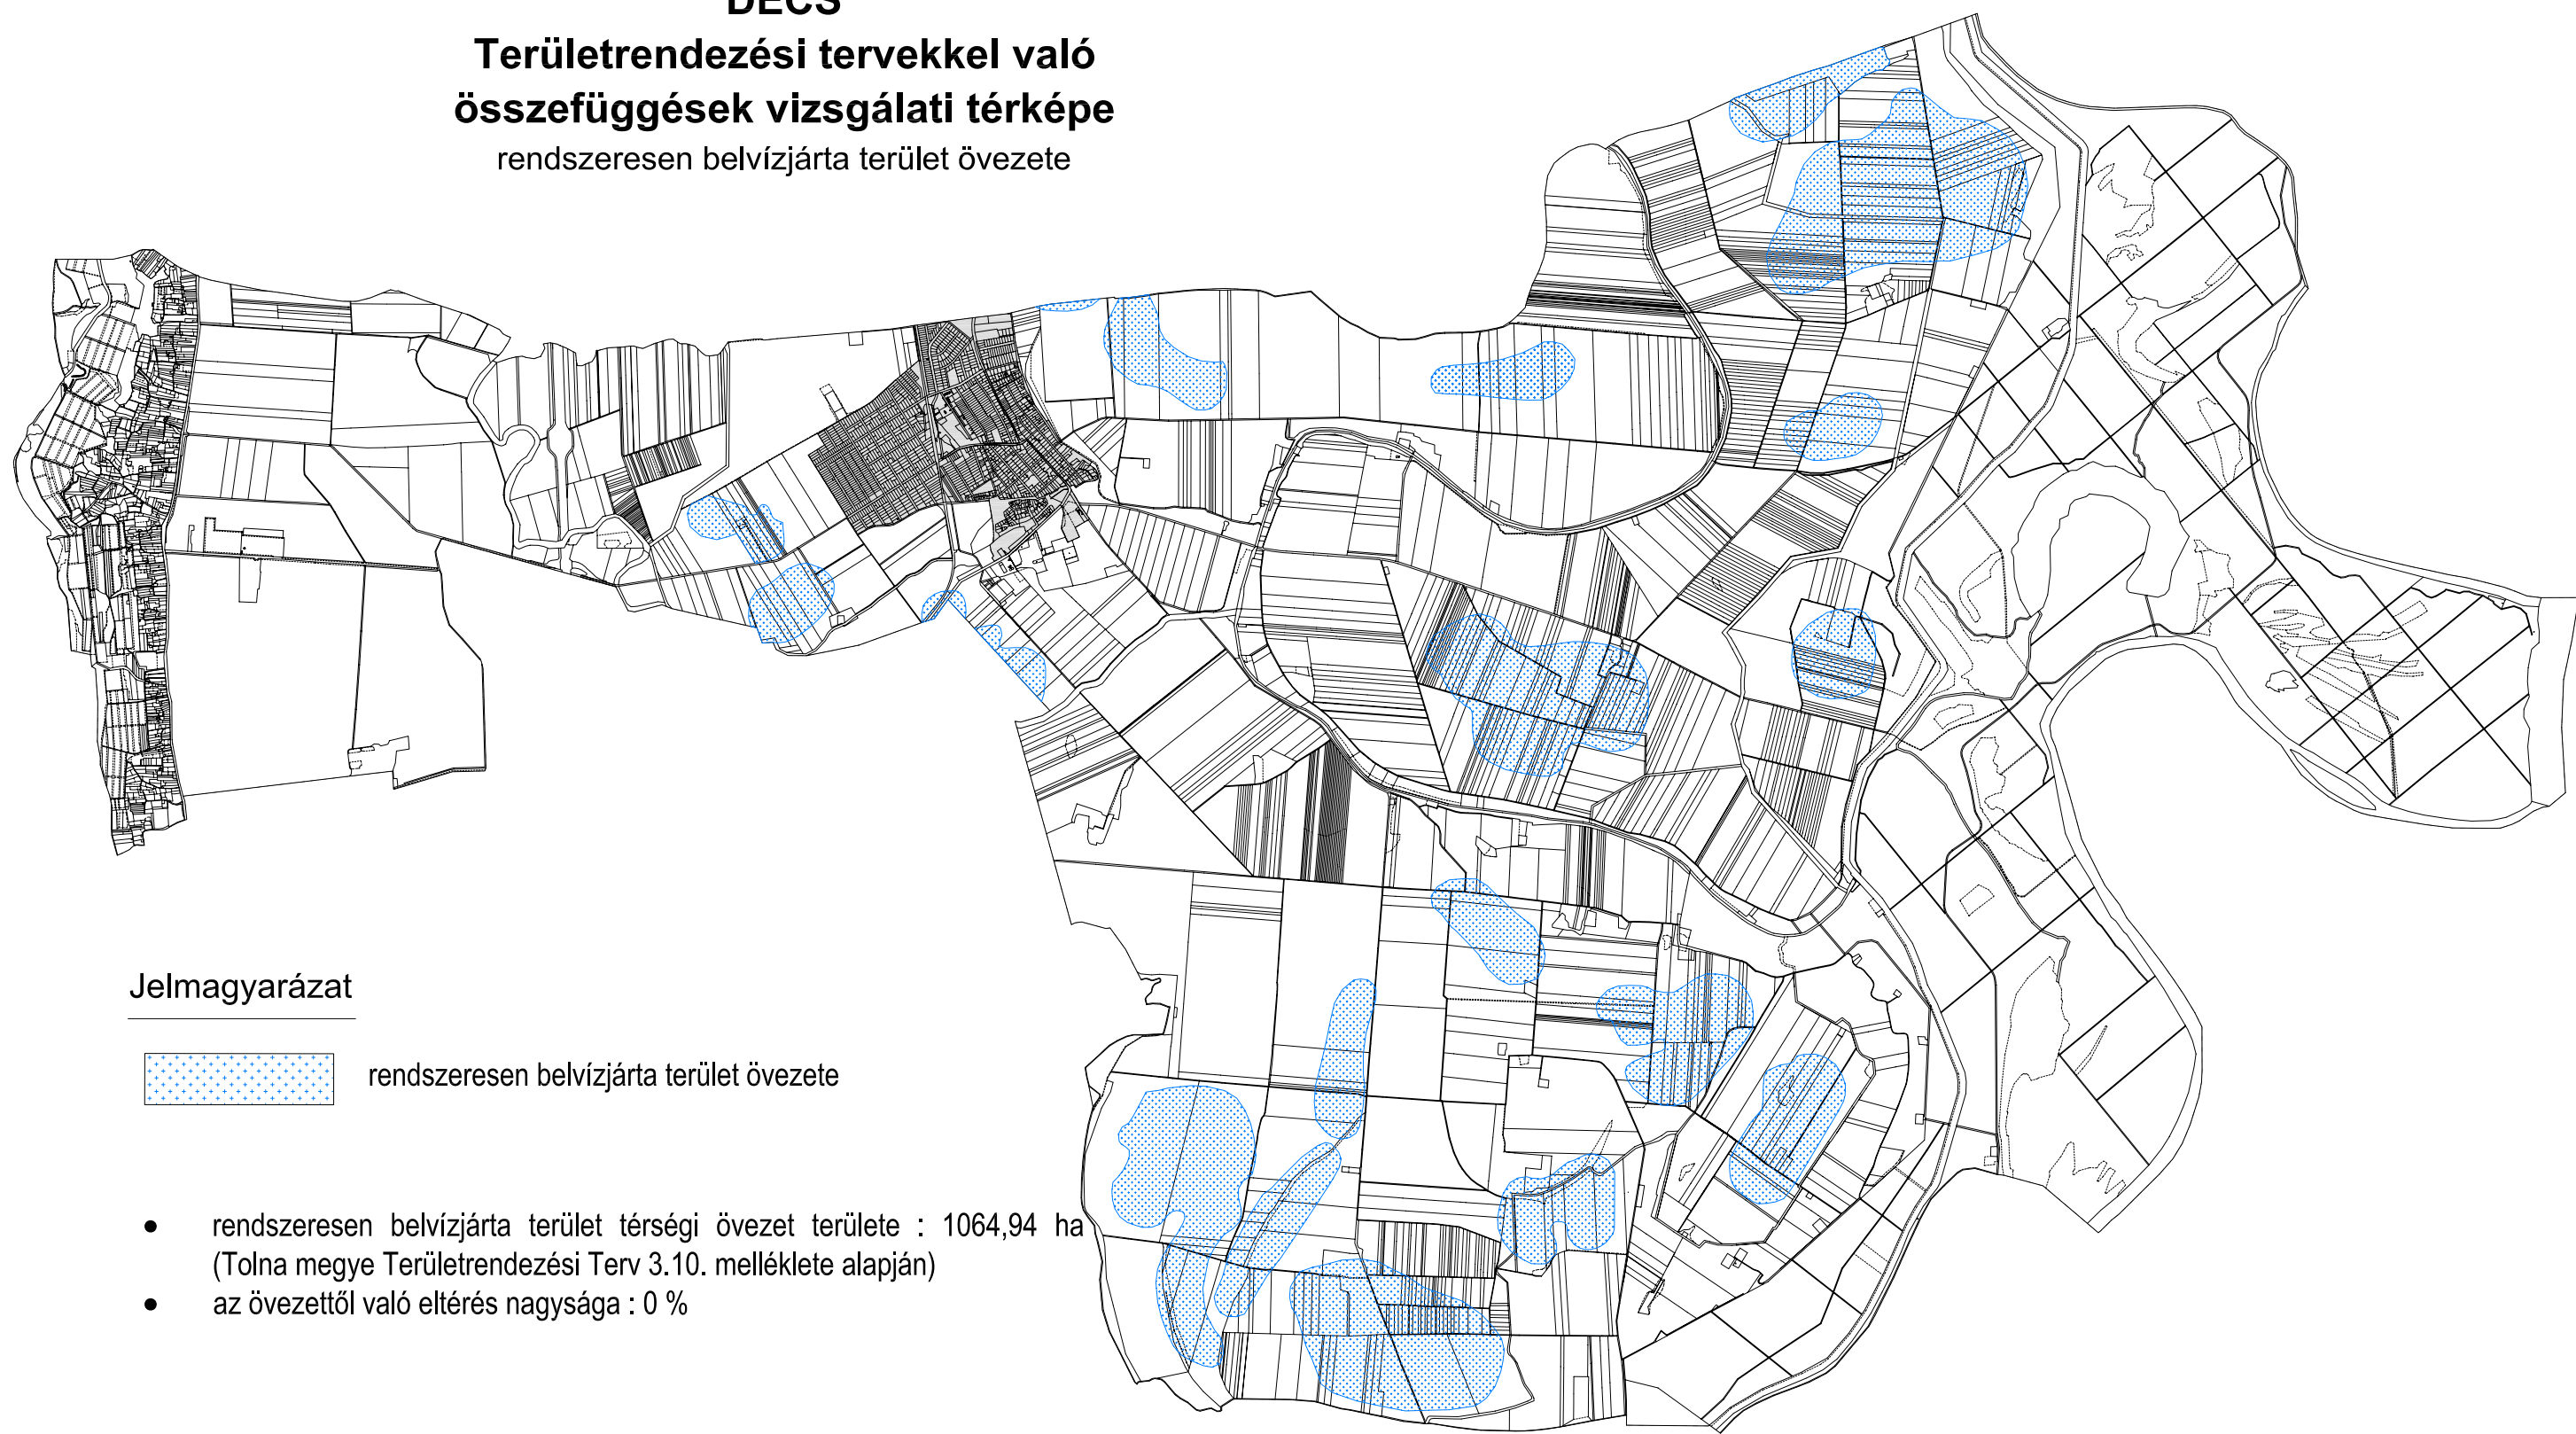 DECS
Területrendezési tervekkel való
összefüggések vizsgálati térképe
rendszeresen belvízjárta terület övezete
Jelmagyarázat
rendszeresen belvízjárta terület övezete
• rendszeresen belvízjárta terület térségi övezet területe : 1064,94 ha
(Tolna megye Területrendezési Terv 3.10. melléklete alapján)
• az övezettől való eltérés nagysága : 0 %